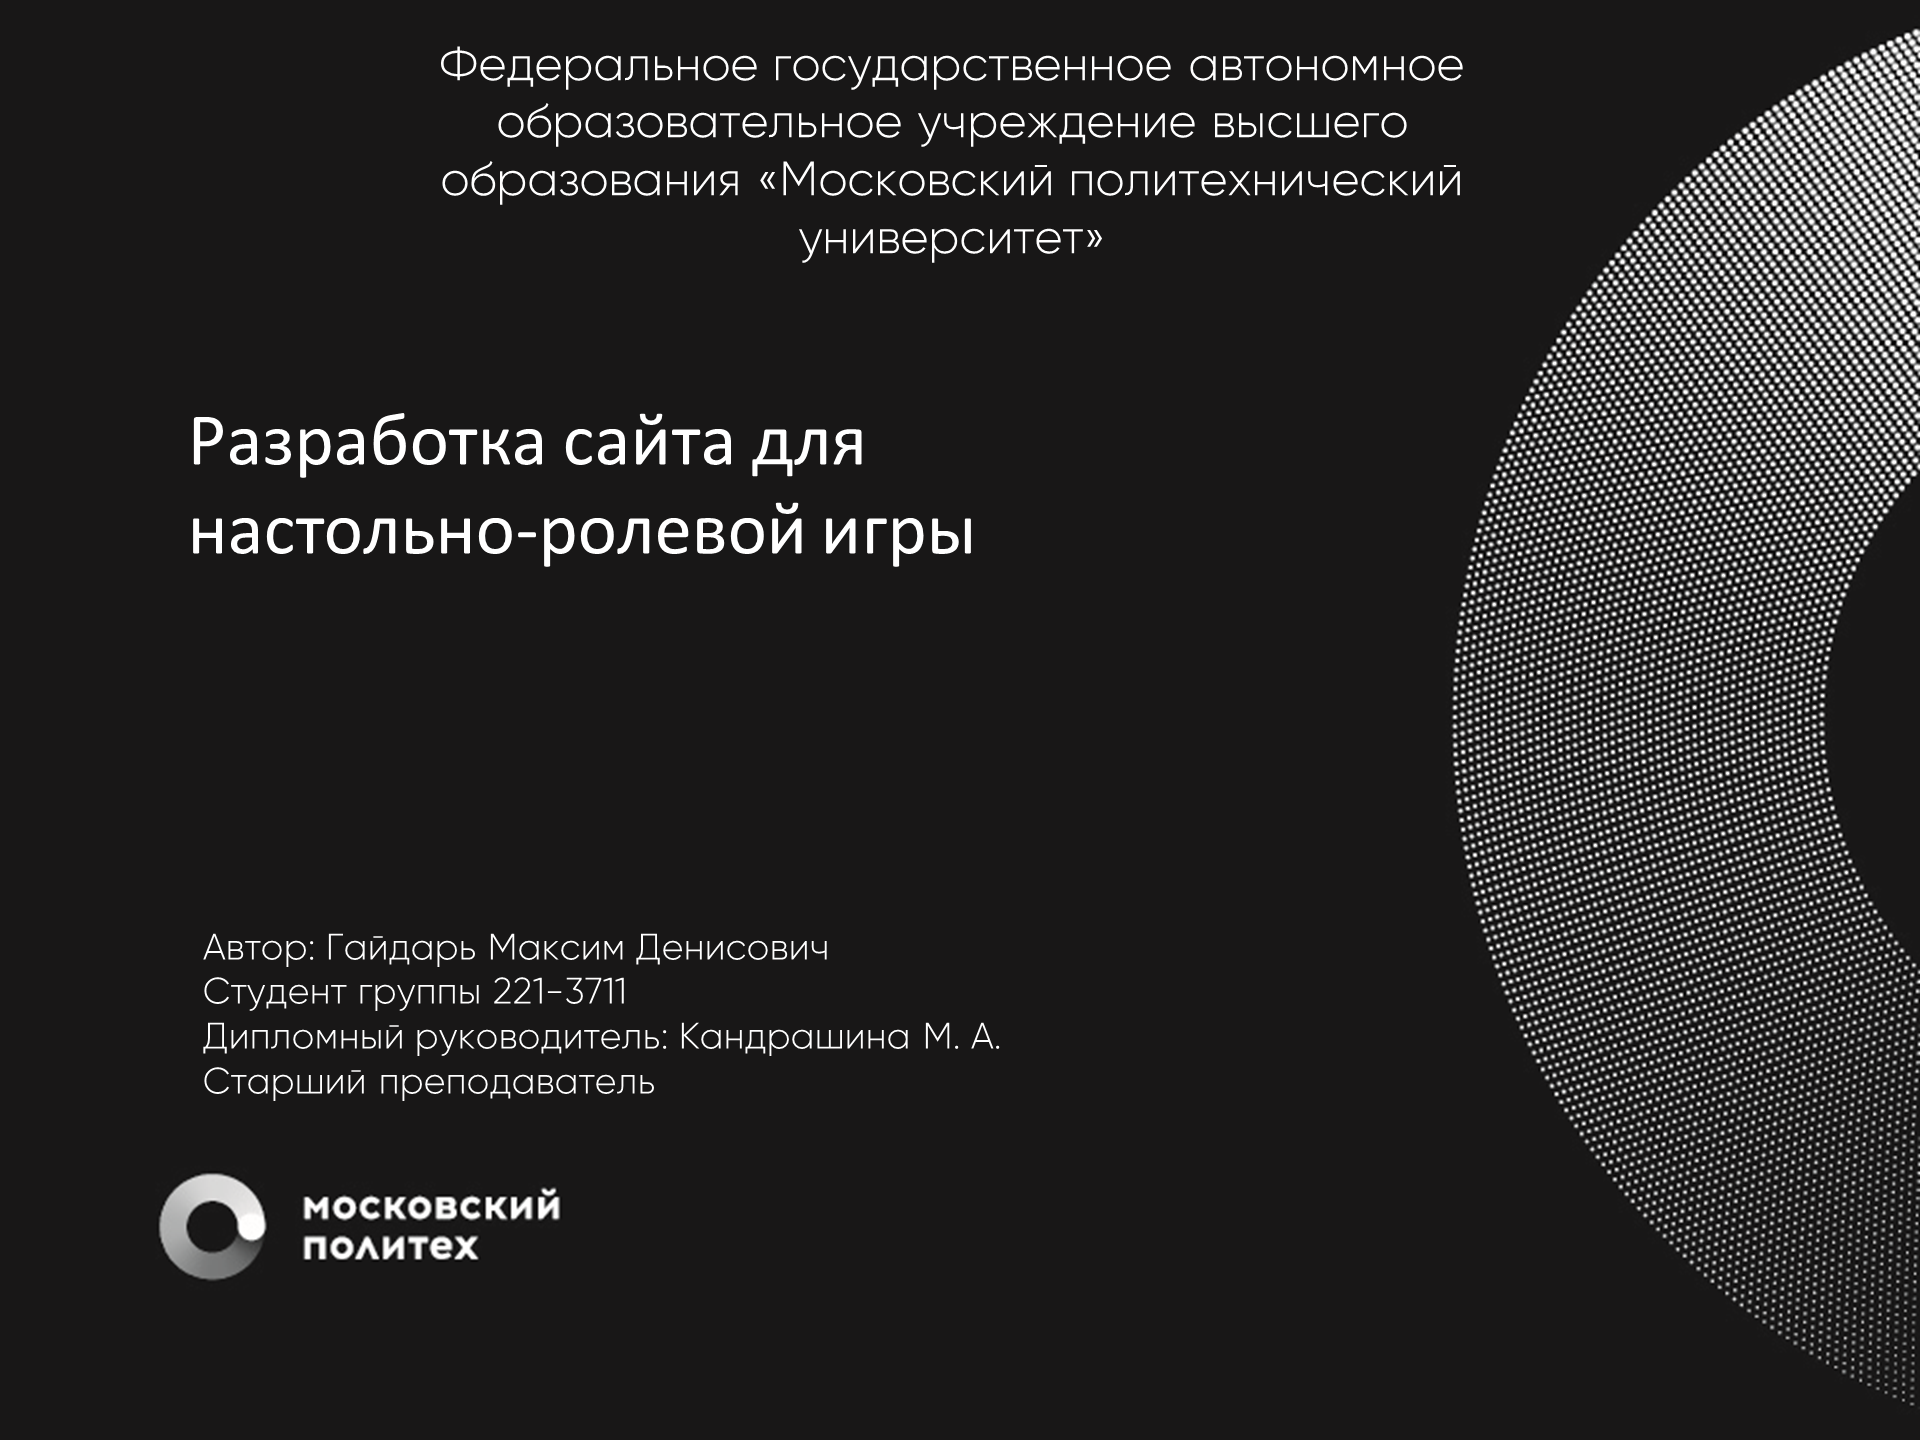 Федеральное государственное автономное
образовательное учреждение высшего
образования «Московский политехнический
университет»
Разработка сайта для
настольно-ролевой игры
Автор: Гайдарь Максим Денисович
Студент группы 221-3711
Дипломный руководитель: Кандрашина М. А.
Старший преподаватель
московский
политех